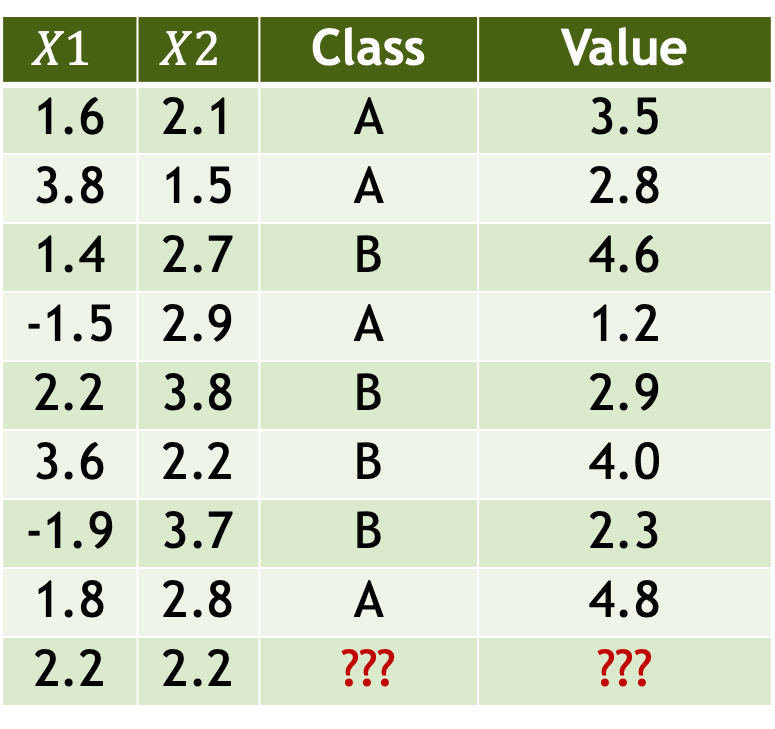 X1 X2 Class Value
1.6 2.1 A 3.5
3.8 1.5 A 2.8
1.4 2.7 B 4.6
-1.5 2.9 A 1.2
2.2 3.8 B 2.9
3.6 2.2 B 4.0
-1.9 3.7 B 2.3
1.8 2.8 A 4.8
2.2 2.2 ??? ???